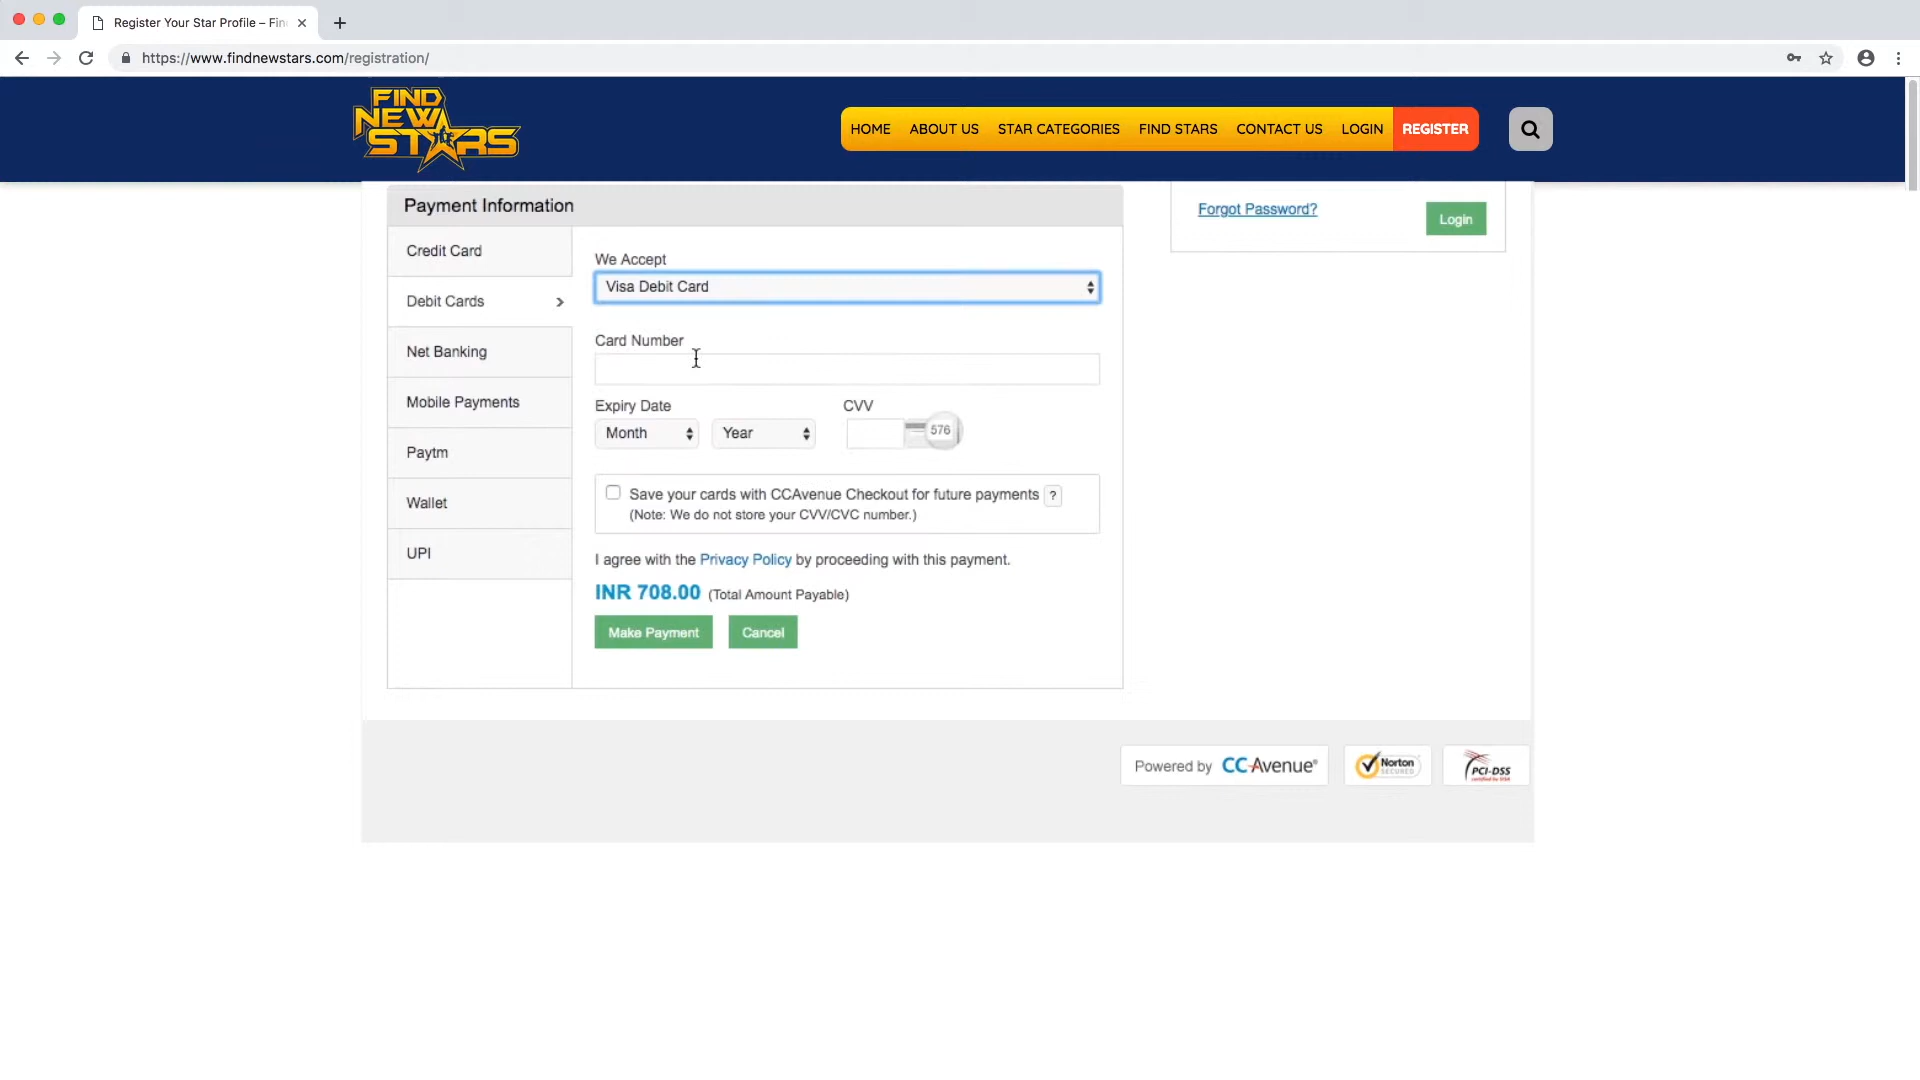 Register Your Star Profile – Fin
https://www.findnewstars.com/registration/
FIND
NEW
STARS
HOME ABOUT US STAR CATEGORIES FIND STARS CONTACT US LOGIN REGISTER
Payment Information
Forgot Password?
Login
Credit Card
Debit Cards
Net Banking
Mobile Payments
Paytm
Wallet
UPI
We Accept
Visa Debit Card
Card Number
Expiry Date CVV
Month Year 576
Save your cards with CCAvenue Checkout for future payments ?
(Note: We do not store your CVV/CVC number.)
I agree with the Privacy Policy by proceeding with this payment.
INR 708.00 (Total Amount Payable)
Make Payment Cancel
Powered by CCAvenue®
Norton
SECURED
PCI-DSS